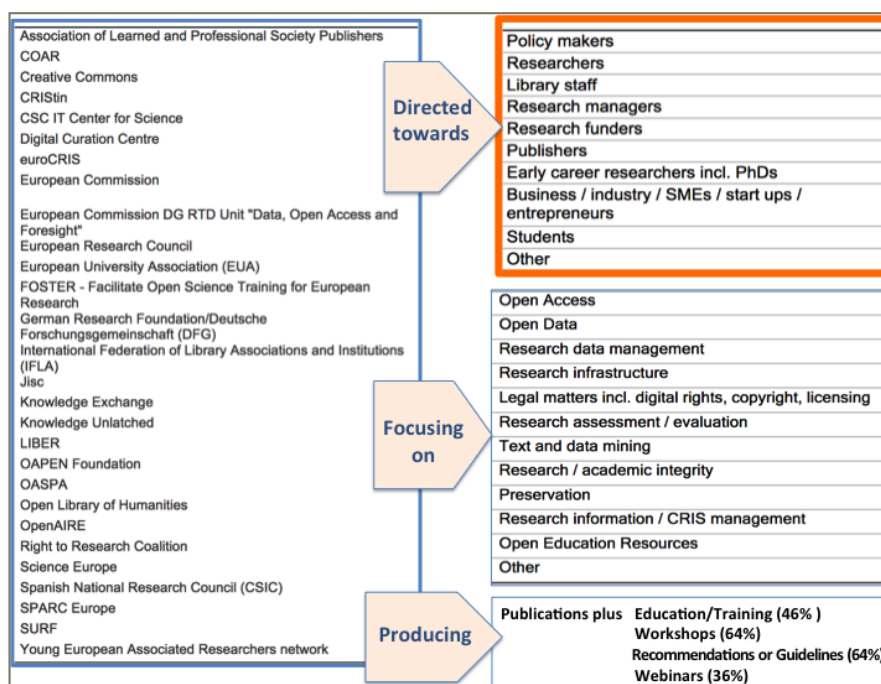 Association of Learned and Professional Society Publishers
COAR
Creative Commons
CRIStin
CSC IT Center for Science
Digital Curation Centre
euroCRIS
European Commission
European Commission DG RTD Unit "Data, Open Access and
Foresight"
European Research Council
European University Association (EUA)
FOSTER - Facilitate Open Science Training for European
Research
German Research Foundation/Deutsche
Forschungsgemeinschaft (DFG)
International Federation of Library Associations and Institutions
(IFLA)
Jisc
Knowledge Exchange
Knowledge Unlatched
LIBER
OAPEN Foundation
OASPA
Open Library of Humanities
OpenAIRE
Right to Research Coalition
Science Europe
Spanish National Research Council (CSIC)
SPARC Europe
SURF
Young European Associated Researchers network
Directed
towards
Policy makers
Researchers
Library staff
Research managers
Research funders
Publishers
Early career researchers incl. PhDs
Business / industry / SMEs / start ups /
entrepreneurs
Students
Other
Focusing
on
Open Access
Open Data
Research data management
Research infrastructure
Legal matters incl. digital rights, copyright, licensing
Research assessment / evaluation
Text and data mining
Research / academic integrity
Preservation
Research information / CRIS management
Open Education Resources
Other
Producing
Publications plus Education/Training (46% )
Workshops (64%)
Recommendations or Guidelines (64%)
Webinars (36%)